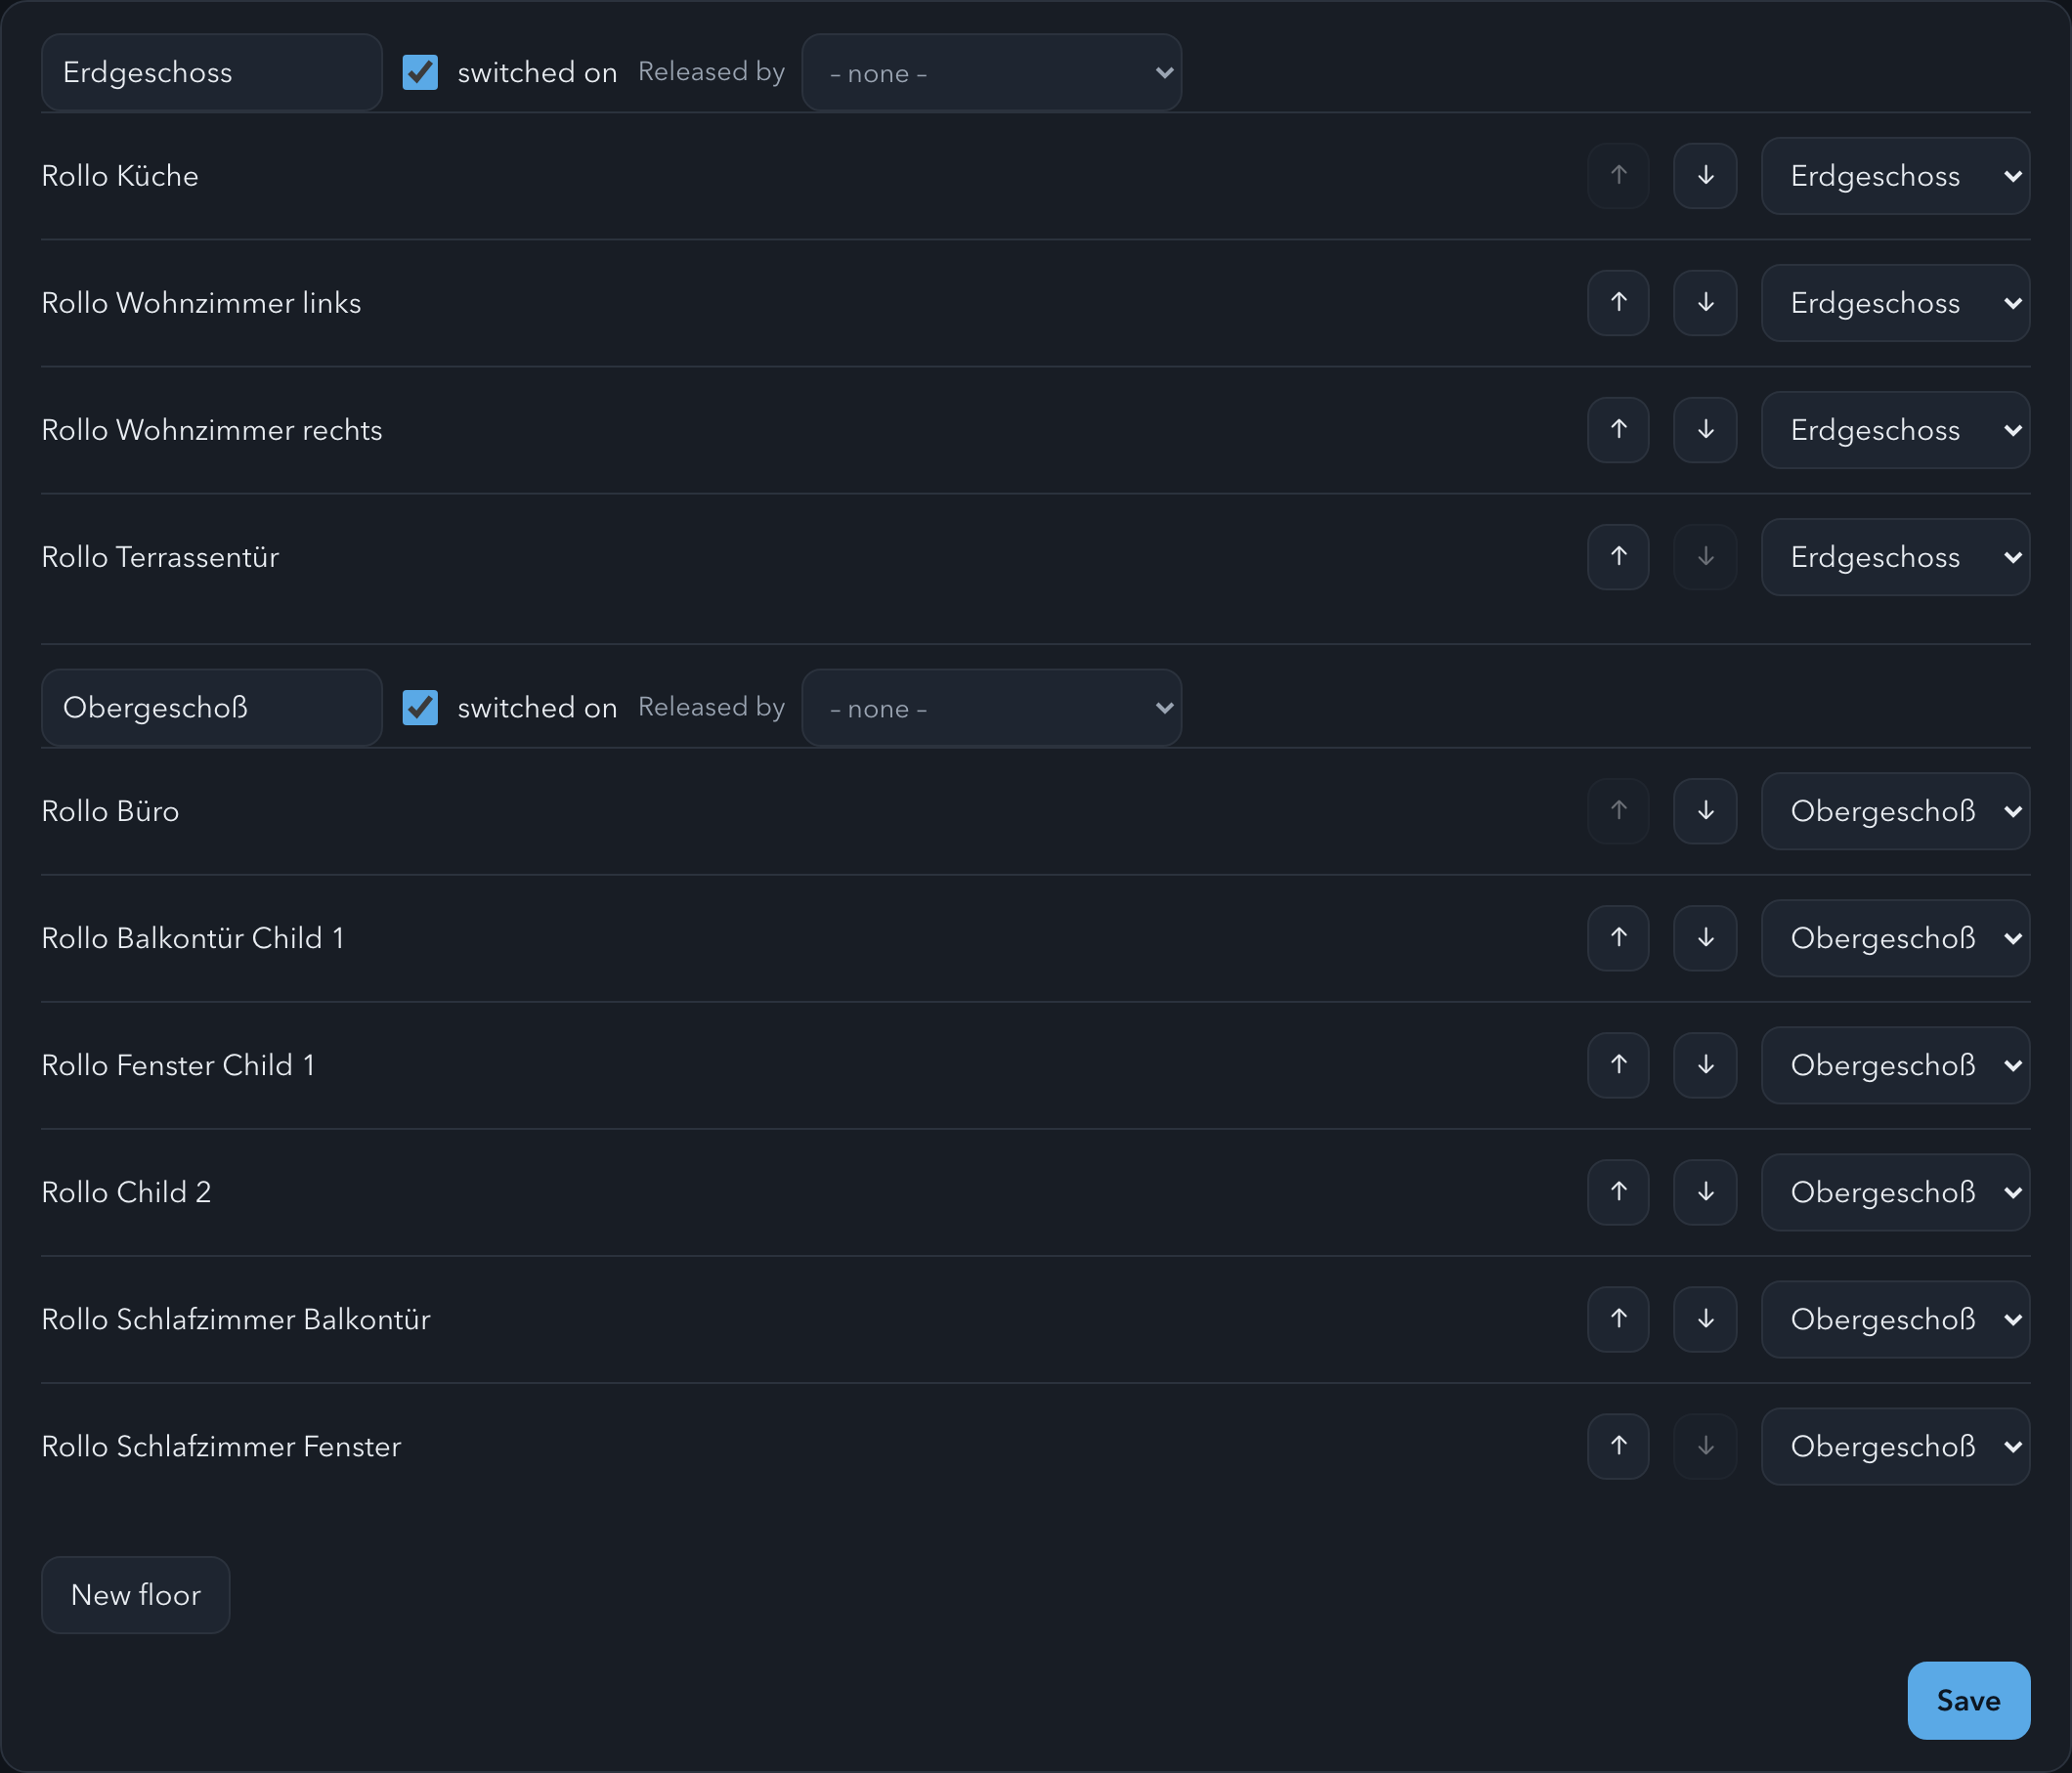 Erdgeschoss switched on Released by – none –
Rollo Küche ↑ ↓ Erdgeschoss
Rollo Wohnzimmer links ↑ ↓ Erdgeschoss
Rollo Wohnzimmer rechts ↑ ↓ Erdgeschoss
Rollo Terrassentür ↑ ↓ Erdgeschoss
Obergeschoß switched on Released by – none –
Rollo Büro ↑ ↓ Obergeschoß
Rollo Balkontür Child 1 ↑ ↓ Obergeschoß
Rollo Fenster Child 1 ↑ ↓ Obergeschoß
Rollo Child 2 ↑ ↓ Obergeschoß
Rollo Schlafzimmer Balkontür ↑ ↓ Obergeschoß
Rollo Schlafzimmer Fenster ↑ ↓ Obergeschoß
New floor
Save